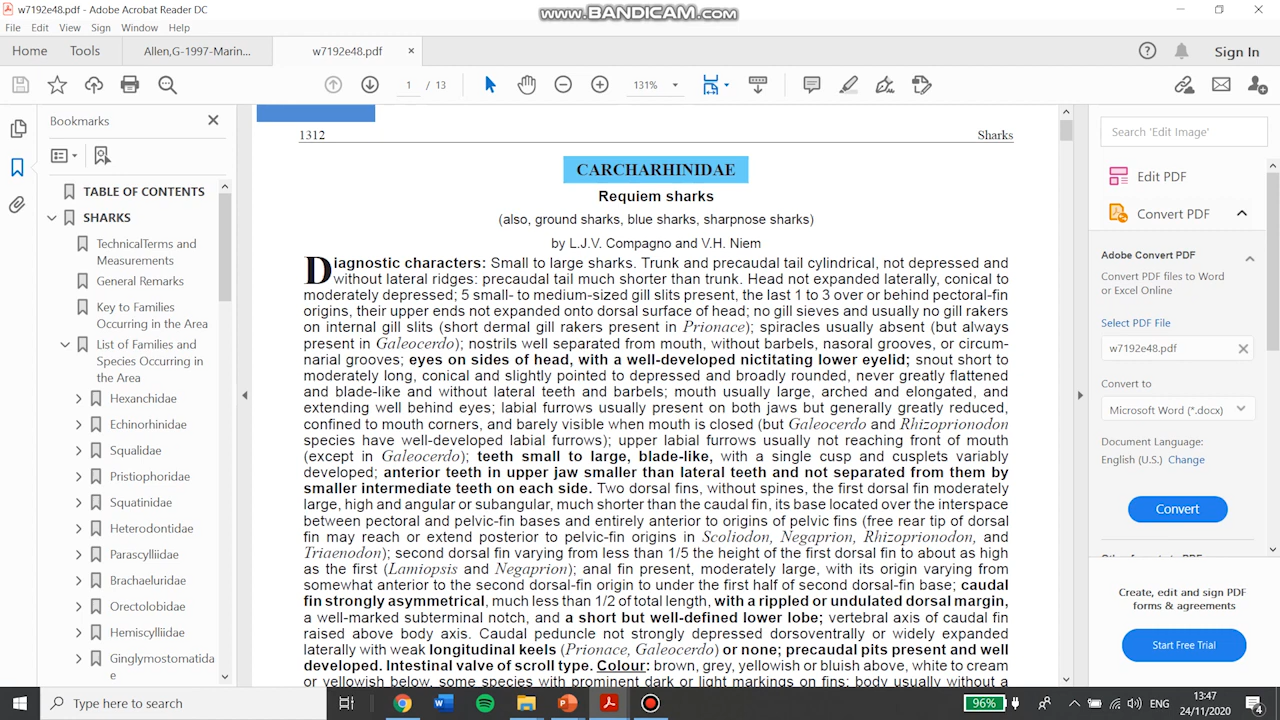 w7192e48.pdf - Adobe Acrobat Reader DC
www.BANDICAM.com
File Edit View Sign Window Help
Home Tools Allen,G-1997-Marin... w7192e48.pdf × Sign In
1 / 13 131%
Bookmarks
TABLE OF CONTENTS
SHARKS
TechnicalTerms and
Measurements
General Remarks
Key to Families
Occurring in the Area
List of Families and
Species Occurring in
the Area
Hexanchidae
Echinorhinidae
Squalidae
Pristiophoridae
Squatinidae
Heterodontidae
Parascylliidae
Brachaeluridae
Orectolobidae
Hemiscylliidae
Ginglymostomatida
e
1312 Sharks
CARCHARHINIDAE
Requiem sharks
(also, ground sharks, blue sharks, sharpnose sharks)
by L.J.V. Compagno and V.H. Niem
Diagnostic characters: Small to large sharks. Trunk and precaudal tail cylindrical, not depressed and
without lateral ridges: precaudal tail much shorter than trunk. Head not expanded laterally, conical to
moderately depressed; 5 small- to medium-sized gill slits present, the last 1 to 3 over or behind pectoral-fin
origins, their upper ends not expanded onto dorsal surface of head; no gill sieves and usually no gill rakers
on internal gill slits (short dermal gill rakers present in Prionace); spiracles usually absent (but always
present in Galeocerdo); nostrils well separated from mouth, without barbels, nasoral grooves, or circum-
narial grooves; eyes on sides of head, with a well-developed nictitating lower eyelid; snout short to
moderately long, conical and slightly pointed to depressed and broadly rounded, never greatly flattened
and blade-like and without lateral teeth and barbels; mouth usually large, arched and elongated, and
extending well behind eyes; labial furrows usually present on both jaws but generally greatly reduced,
confined to mouth corners, and barely visible when mouth is closed (but Galeocerdo and Rhizoprionodon
species have well-developed labial furrows); upper labial furrows usually not reaching front of mouth
(except in Galeocerdo); teeth small to large, blade-like, with a single cusp and cusplets variably
developed; anterior teeth in upper jaw smaller than lateral teeth and not separated from them by
smaller intermediate teeth on each side. Two dorsal fins, without spines, the first dorsal fin moderately
large, high and angular or subangular, much shorter than the caudal fin, its base located over the interspace
between pectoral and pelvic-fin bases and entirely anterior to origins of pelvic fins (free rear tip of dorsal
fin may reach or extend posterior to pelvic-fin origins in Scoliodon, Negaprion, Rhizoprionodon, and
Triaenodon); second dorsal fin varying from less than 1/5 the height of the first dorsal fin to about as high
as the first (Lamiopsis and Negaprion); anal fin present, moderately large, with its origin varying from
somewhat anterior to the second dorsal-fin origin to under the first half of second dorsal-fin base; caudal
fin strongly asymmetrical, much less than 1/2 of total length, with a rippled or undulated dorsal margin,
a well-marked subterminal notch, and a short but well-defined lower lobe; vertebral axis of caudal fin
raised above body axis. Caudal peduncle not strongly depressed dorsoventrally or widely expanded
laterally with weak longitudinal keels (Prionace, Galeocerdo) or none; precaudal pits present and well
developed. Intestinal valve of scroll type. Colour: brown, grey, yellowish or bluish above, white to cream
or yellowish below, some species with prominent dark or light markings on fins; body usually without a
Search 'Edit Image'
Edit PDF
Convert PDF
Adobe Convert PDF
Convert PDF files to Word
or Excel Online
Select PDF File
w7192e48.pdf
Convert to
Microsoft Word (*.docx)
Document Language:
English (U.S.) Change
Convert
Create, edit and sign PDF
forms & agreements
Start Free Trial
Type here to search
96% ENG 13:47
24/11/2020 4